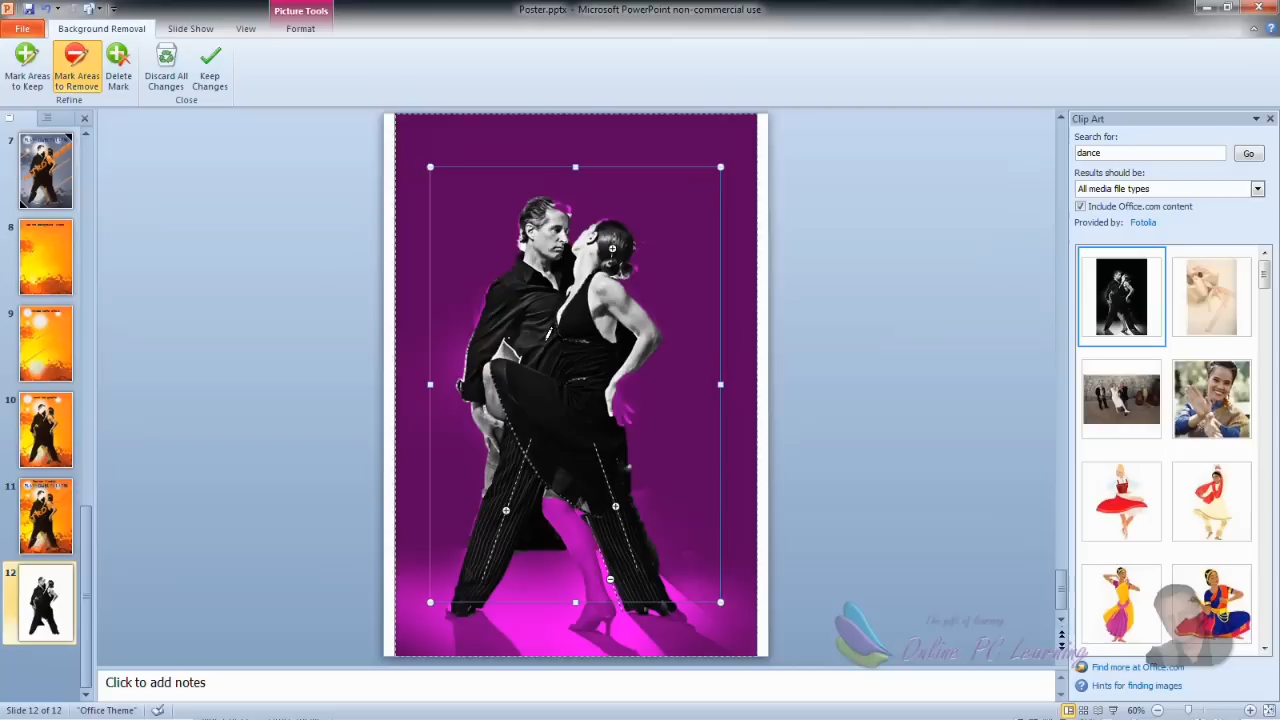 Poster.pptx - Microsoft PowerPoint non-commercial use
Picture Tools
File
Background Removal
Slide Show
View
Format
Mark Areas to Keep
Mark Areas to Remove
Delete Mark
Discard All Changes
Keep Changes
Refine
Close
Clip Art
Search for:
dance
Go
Results should be:
All media file types
Include Office.com content
Provided by: Fotolia
7
8
9
10
11
12
The gift of learning
Online PC Learning
Find more at Office.com
Hints for finding images
Click to add notes
Slide 12 of 12
"Office Theme"
60%